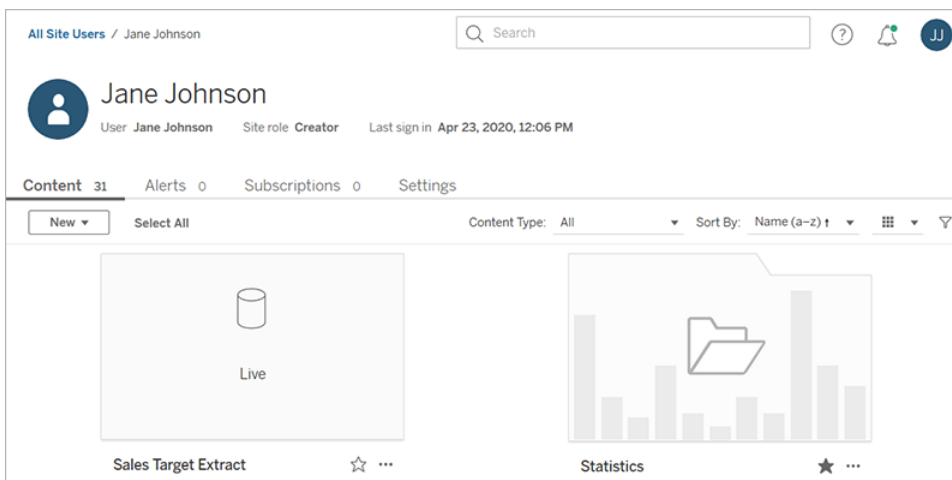 All Site Users / Jane Johnson
Search
?
JJ
Jane Johnson
User Jane Johnson Site role Creator Last sign in Apr 23, 2020, 12:06 PM
Content 31 Alerts 0 Subscriptions 0 Settings
New Select All Content Type: All Sort By: Name (a–z)
Live
Sales Target Extract
Statistics